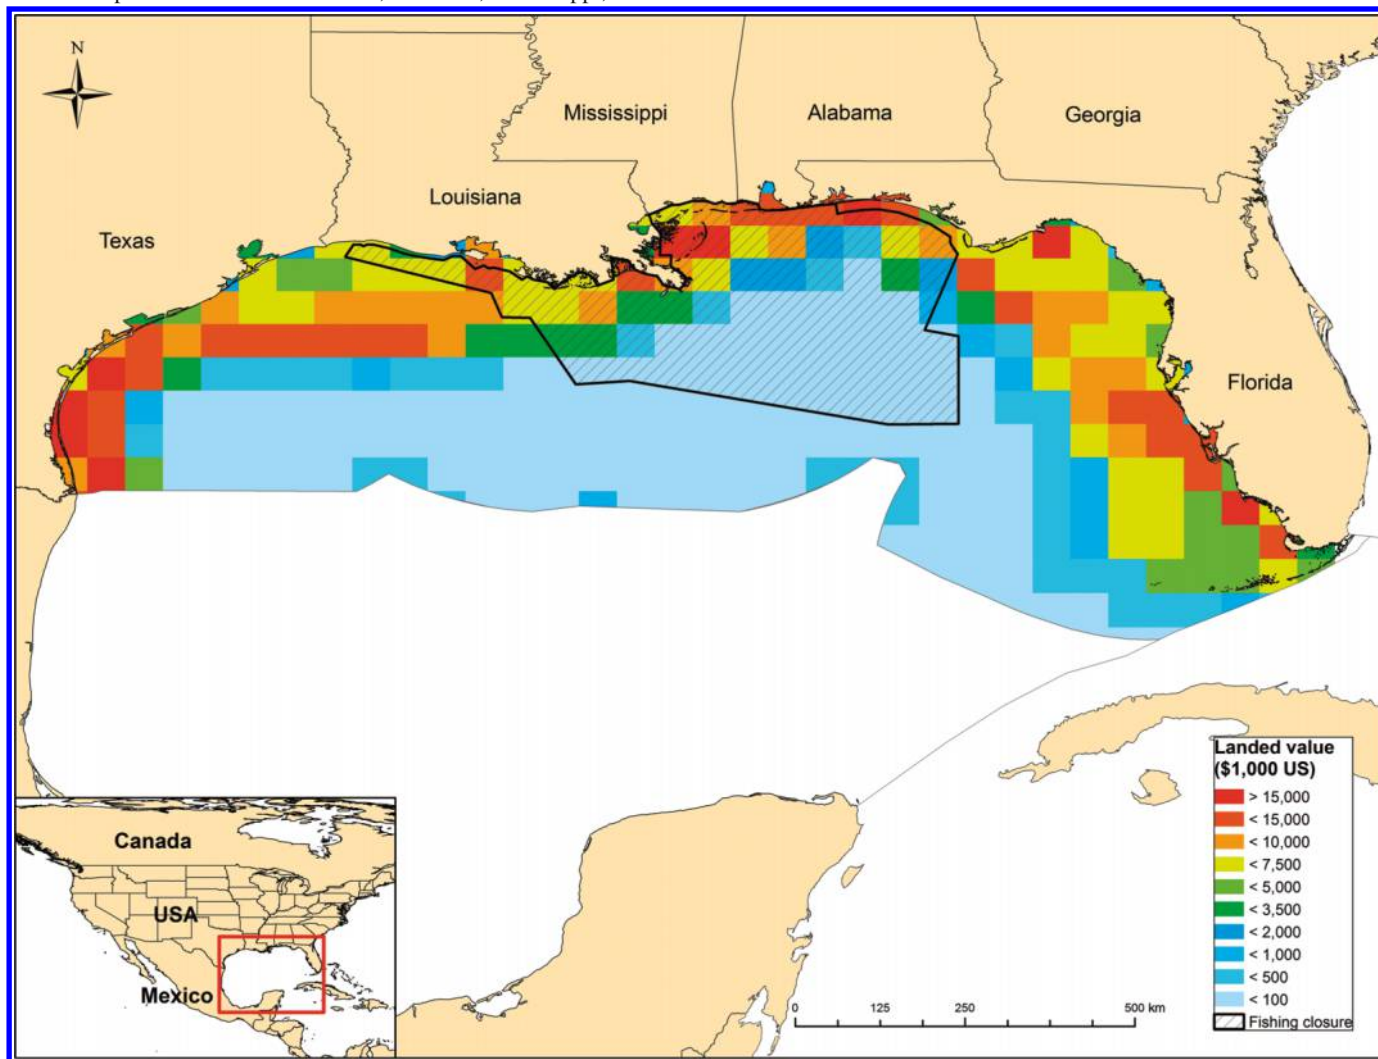 N
Mississippi
Alabama
Georgia
Louisiana
Texas
Florida
Landed value
($1,000 US)
> 15,000
< 15,000
< 10,000
< 7,500
< 5,000
< 3,500
< 2,000
< 1,000
< 500
< 100
Fishing closure
Canada
USA
Mexico
0 125 250 500 km